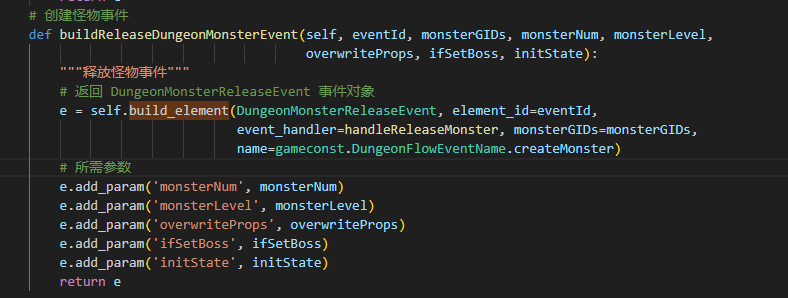 return e
# 创建怪物事件
def buildReleaseDungeonMonsterEvent(self, eventId, monsterGIDs, monsterNum, monsterLevel,
overwriteProps, ifSetBoss, initState):
"""释放怪物事件"""
# 返回 DungeonMonsterReleaseEvent 事件对象
e = self.build_element(DungeonMonsterReleaseEvent, element_id=eventId,
event_handler=handleReleaseMonster, monsterGIDs=monsterGIDs,
name=gameconst.DungeonFlowEventName.createMonster)
# 所需参数
e.add_param('monsterNum', monsterNum)
e.add_param('monsterLevel', monsterLevel)
e.add_param('overwriteProps', overwriteProps)
e.add_param('ifSetBoss', ifSetBoss)
e.add_param('initState', initState)
return e